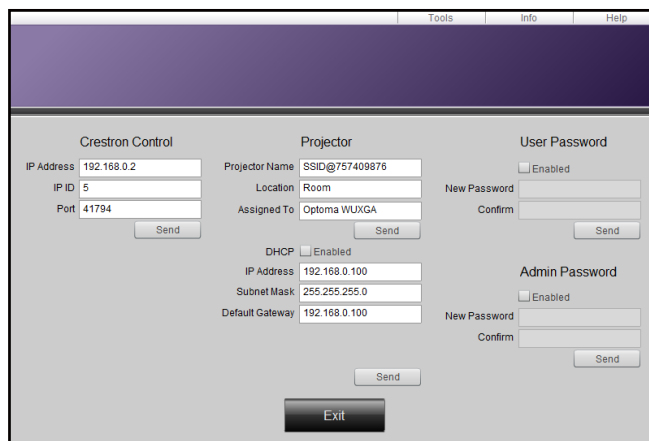 Tools Info Help
Crestron Control Projector User Password
IP Address 192.168.0.2 Projector Name SSID@757409876 Enabled
IP ID 5 Location Room New Password
Port 41794 Assigned To Optoma WUXGA Confirm
Send Send Send
DHCP Enabled
IP Address 192.168.0.100 Admin Password
Subnet Mask 255.255.255.0 Enabled
Default Gateway 192.168.0.100 New Password
Confirm
Send
Send
Exit